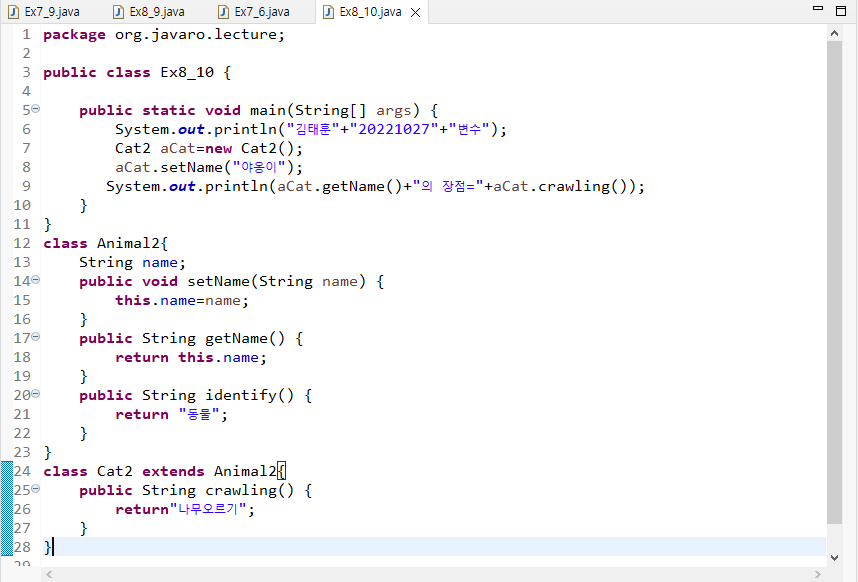 Ex7_9.java Ex8_9.java Ex7_6.java Ex8_10.java
1 package org.javaro.lecture;
2
3 public class Ex8_10 {
4
5 public static void main(String[] args) {
6 System.out.println("김태훈"+"20221027"+"변수");
7 Cat2 aCat=new Cat2();
8 aCat.setName("야옹이");
9 System.out.println(aCat.getName()+"의 장점="+aCat.crawling());
10 }
11 }
12 class Animal2{
13 String name;
14 public void setName(String name) {
15 this.name=name;
16 }
17 public String getName() {
18 return this.name;
19 }
20 public String identify() {
21 return "동물";
22 }
23 }
24 class Cat2 extends Animal2{
25 public String crawling() {
26 return"나무오르기";
27 }
28 }
29